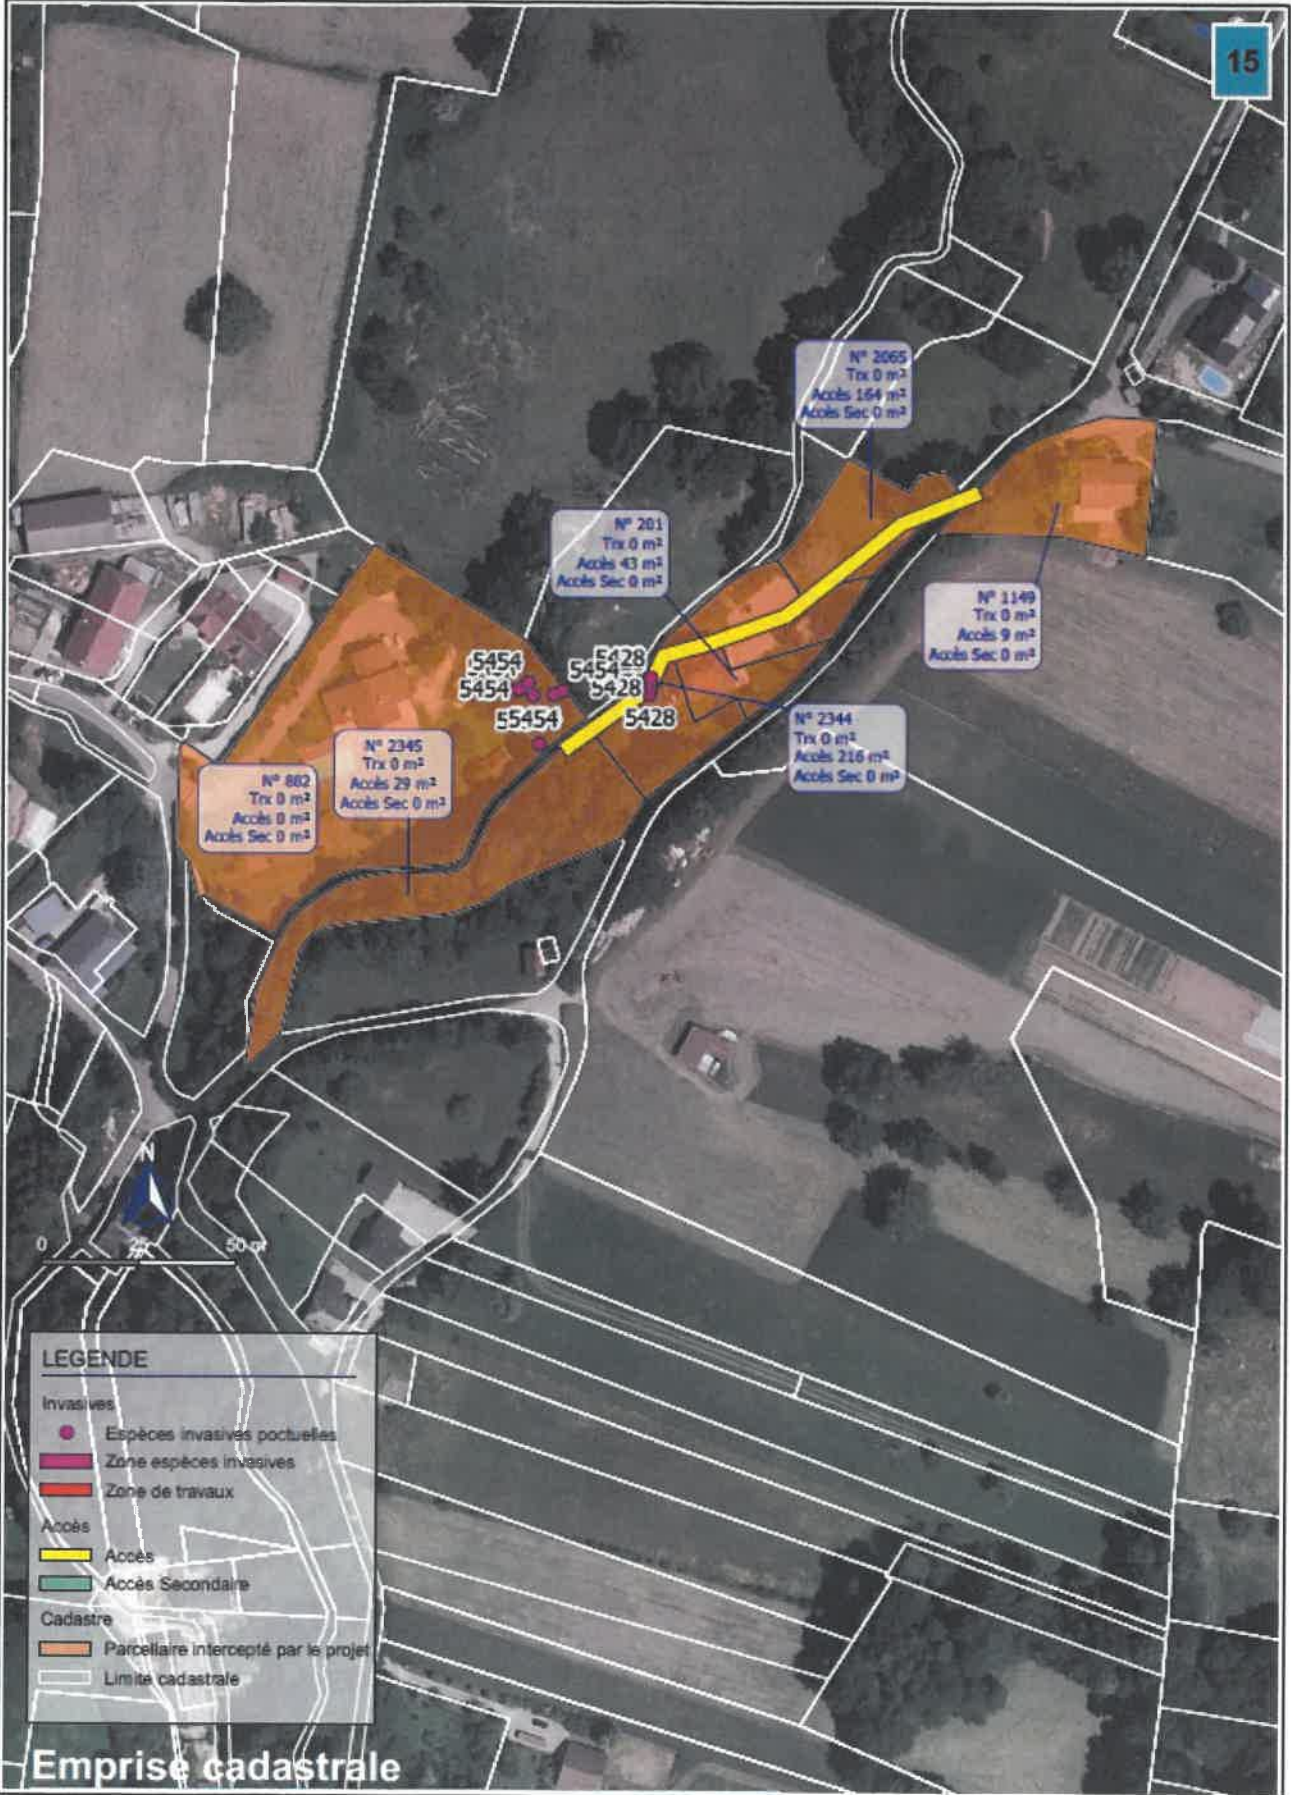 15
N° 2065
Trx 0 m²
Accès 164 m²
Accès Sec 0 m²
N° 201
Trx 0 m²
Accès 43 m²
Accès Sec 0 m²
N° 1149
Trx 0 m²
Accès 9 m²
Accès Sec 0 m²
5454
5454
5454
5428
5428
5454
5428
N° 2344
Trx 0 m²
Accès 216 m²
Accès Sec 0 m²
N° 2345
Trx 0 m²
Accès 29 m²
Accès Sec 0 m²
N° 882
Trx 0 m²
Accès 0 m²
Accès Sec 0 m²
N
0 25 50 m
LEGENDE
Invasives
Espèces invasives poctuelles
Zone espèces invasives
Zone de travaux
Accès
Accès
Accès Secondaire
Cadastre
Parcellaire intercepté par le projet
Limite cadastrale
Emprise cadastrale